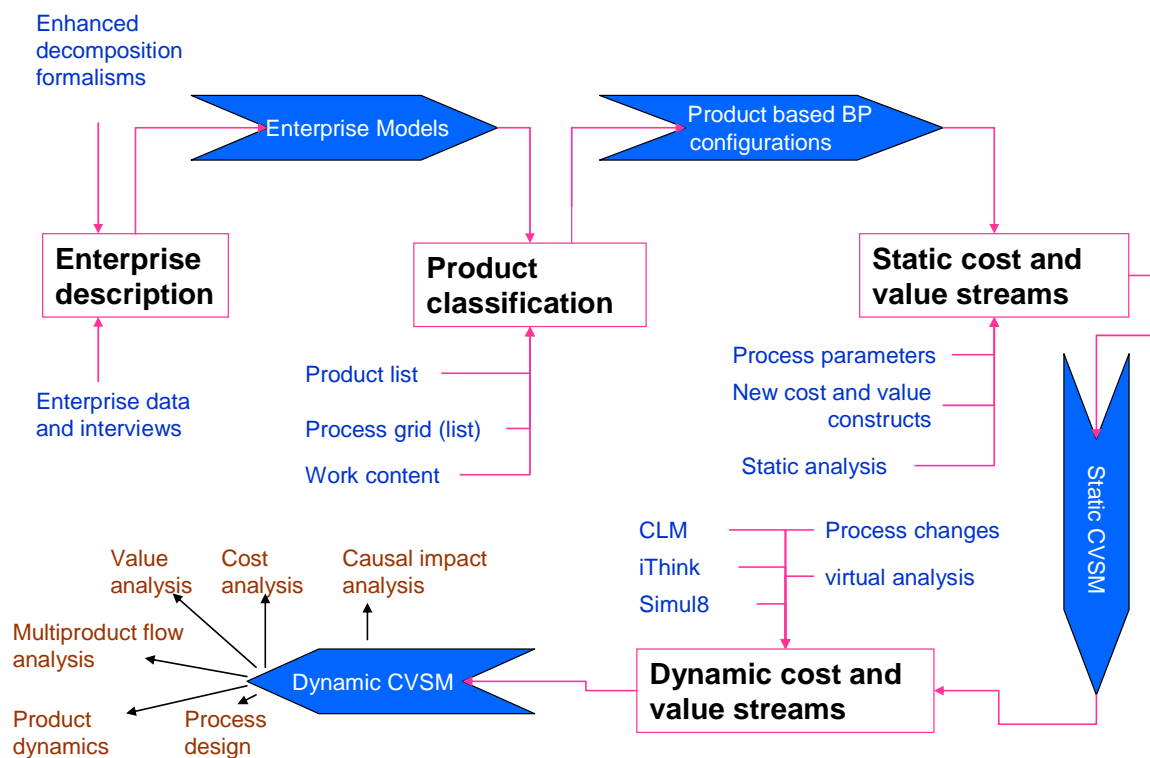 Enhanced
decomposition
formalisms
Enterprise Models
Product based BP
configurations
Enterprise
description
Product
classification
Static cost and
value streams
Enterprise data
and interviews
Product list
Process grid (list)
Work content
Process parameters
New cost and value
constructs
Static analysis
Static CVSM
CLM
iThink
Simul8
Process changes
virtual analysis
Dynamic cost and
value streams
Dynamic CVSM
Value
analysis
Cost
analysis
Causal impact
analysis
Multiproduct flow
analysis
Product
dynamics
Process
design